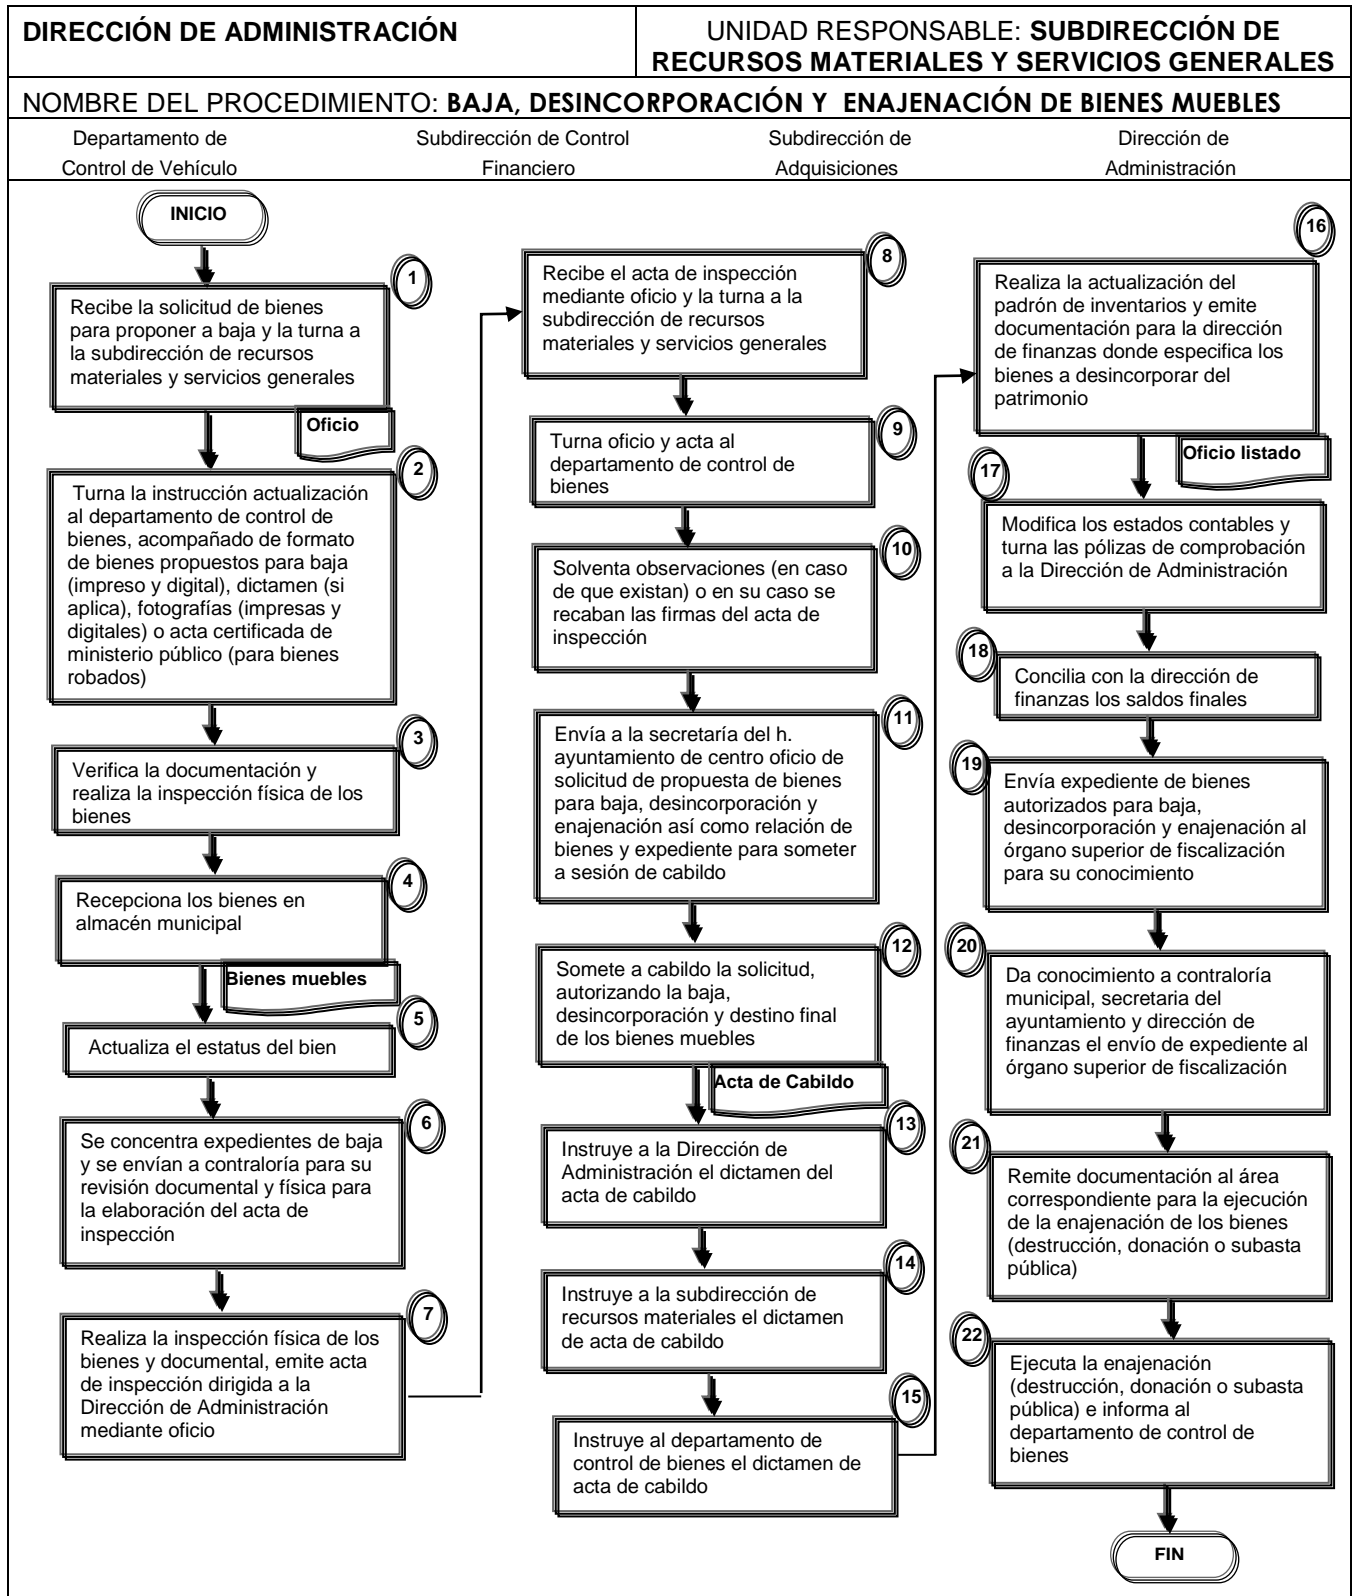 DIRECCIÓN DE ADMINISTRACIÓN
UNIDAD RESPONSABLE: SUBDIRECCIÓN DE
RECURSOS MATERIALES Y SERVICIOS GENERALES
NOMBRE DEL PROCEDIMIENTO: BAJA, DESINCORPORACIÓN Y ENAJENACIÓN DE BIENES MUEBLES
Departamento de
Control de Vehículo
Subdirección de Control
Financiero
Subdirección de
Adquisiciones
Dirección de
Administración
INICIO
1
Recibe la solicitud de bienes
para proponer a baja y la turna a
la subdirección de recursos
materiales y servicios generales
Oficio
2
Turna la instrucción actualización
al departamento de control de
bienes, acompañado de formato
de bienes propuestos para baja
(impreso y digital), dictamen (si
aplica), fotografías (impresas y
digitales) o acta certificada de
ministerio público (para bienes
robados)
3
Verifica la documentación y
realiza la inspección física de los
bienes
4
Recepciona los bienes en
almacén municipal
Bienes muebles
5
Actualiza el estatus del bien
6
Se concentra expedientes de baja
y se envían a contraloría para su
revisión documental y física para
la elaboración del acta de
inspección
7
Realiza la inspección física de los
bienes y documental, emite acta
de inspección dirigida a la
Dirección de Administración
mediante oficio
8
Recibe el acta de inspección
mediante oficio y la turna a la
subdirección de recursos
materiales y servicios generales
9
Turna oficio y acta al
departamento de control de
bienes
10
Solventa observaciones (en caso
de que existan) o en su caso se
recaban las firmas del acta de
inspección
11
Envía a la secretaría del h.
ayuntamiento de centro oficio de
solicitud de propuesta de bienes
para baja, desincorporación y
enajenación así como relación de
bienes y expediente para someter
a sesión de cabildo
12
Somete a cabildo la solicitud,
autorizando la baja,
desincorporación y destino final
de los bienes muebles
Acta de Cabildo
13
Instruye a la Dirección de
Administración el dictamen del
acta de cabildo
14
Instruye a la subdirección de
recursos materiales el dictamen
de acta de cabildo
15
Instruye al departamento de
control de bienes el dictamen de
acta de cabildo
16
Realiza la actualización del
padrón de inventarios y emite
documentación para la dirección
de finanzas donde especifica los
bienes a desincorporar del
patrimonio
Oficio listado
17
Modifica los estados contables y
turna las pólizas de comprobación
a la Dirección de Administración
18
Concilia con la dirección de
finanzas los saldos finales
19
Envía expediente de bienes
autorizados para baja,
desincorporación y enajenación al
órgano superior de fiscalización
para su conocimiento
20
Da conocimiento a contraloría
municipal, secretaria del
ayuntamiento y dirección de
finanzas el envío de expediente al
órgano superior de fiscalización
21
Remite documentación al área
correspondiente para la ejecución
de la enajenación de los bienes
(destrucción, donación o subasta
pública)
22
Ejecuta la enajenación
(destrucción, donación o subasta
pública) e informa al
departamento de control de
bienes
FIN